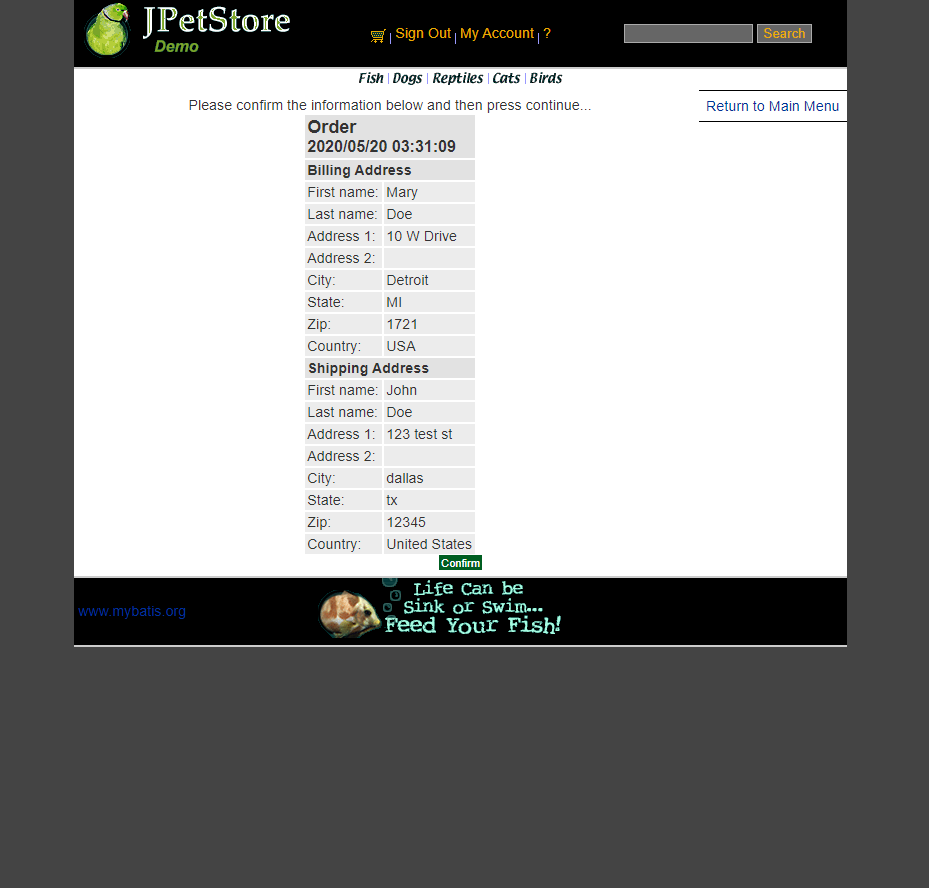 JPetStore
Demo
Sign Out | My Account | ?
Search
Fish | Dogs | Reptiles | Cats | Birds
Please confirm the information below and then press continue...
Return to Main Menu
Order
2020/05/20 03:31:09
Billing Address
First name: Mary
Last name: Doe
Address 1: 10 W Drive
Address 2:
City: Detroit
State: MI
Zip: 1721
Country: USA
Shipping Address
First name: John
Last name: Doe
Address 1: 123 test st
Address 2:
City: dallas
State: tx
Zip: 12345
Country: United States
Confirm
www.mybatis.org
Life Can be
Sink or Swim...
Feed Your Fish!